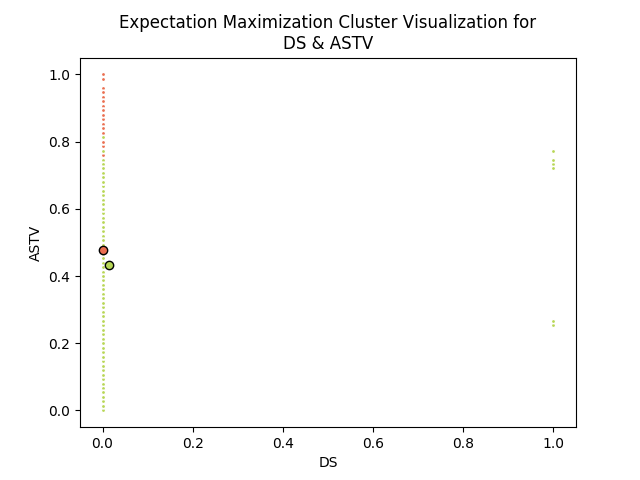 Expectation Maximization Cluster Visualization for
DS & ASTV
1.0
0.8
0.6
0.4
0.2
0.0
ASTV
0.0 0.2 0.4 0.6 0.8 1.0
DS